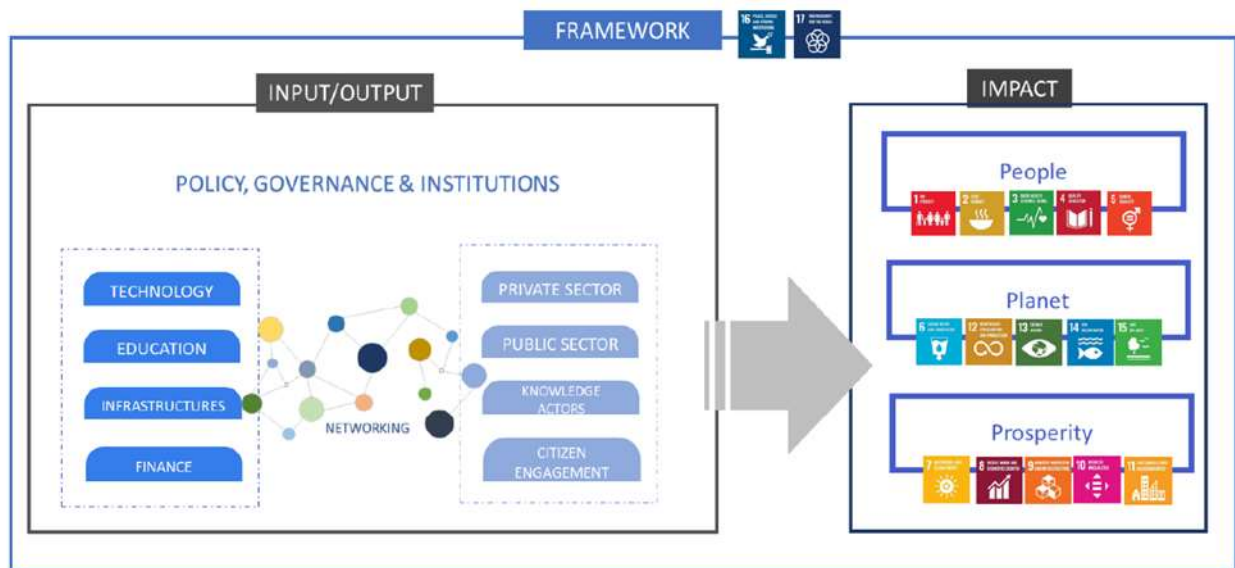 FRAMEWORK
16
17
INPUT/OUTPUT
IMPACT
POLICY, GOVERNANCE & INSTITUTIONS
TECHNOLOGY
EDUCATION
INFRASTRUCTURES
FINANCE
NETWORKING
PRIVATE SECTOR
PUBLIC SECTOR
KNOWLEDGE
ACTORS
CITIZEN
ENGAGEMENT
People
1
2
3
4
5
Planet
6
12
13
14
15
Prosperity
7
8
9
10
11